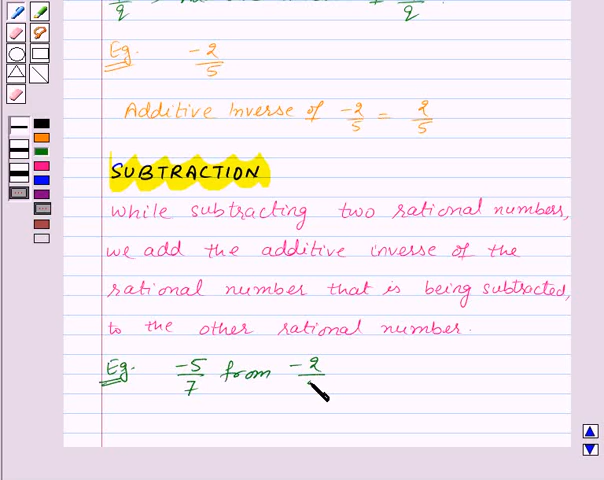 q q
Eg. -2/5
Additive Inverse of -2/5 = 2/5
SUBTRACTION
While subtracting two rational numbers,
we add the additive inverse of the
rational number that is being subtracted,
to the other rational number.
Eg. -5/7 from -2